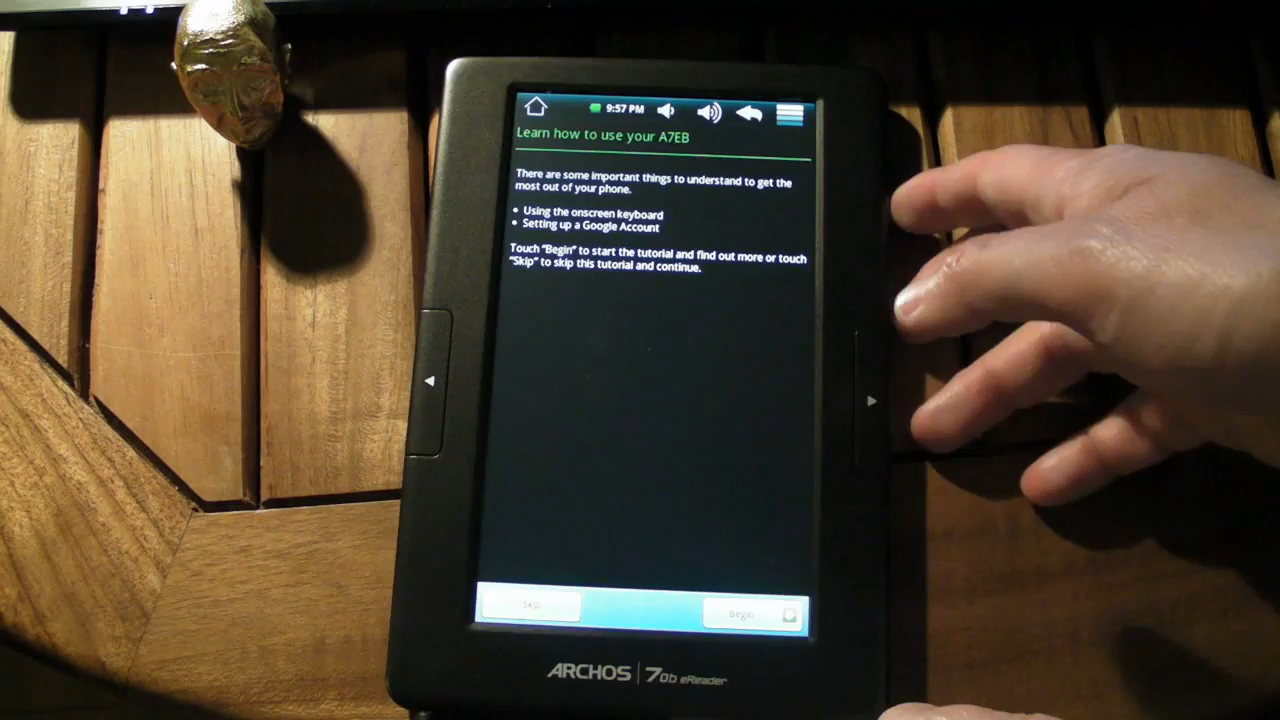 9:57 PM
Learn how to use your A7EB
There are some important things to understand to get the
most out of your phone.
• Using the onscreen keyboard
• Setting up a Google Account
Touch "Begin" to start the tutorial and find out more or touch
"Skip" to skip this tutorial and continue.
Skip
Begin
ARCHOS 70b eReader